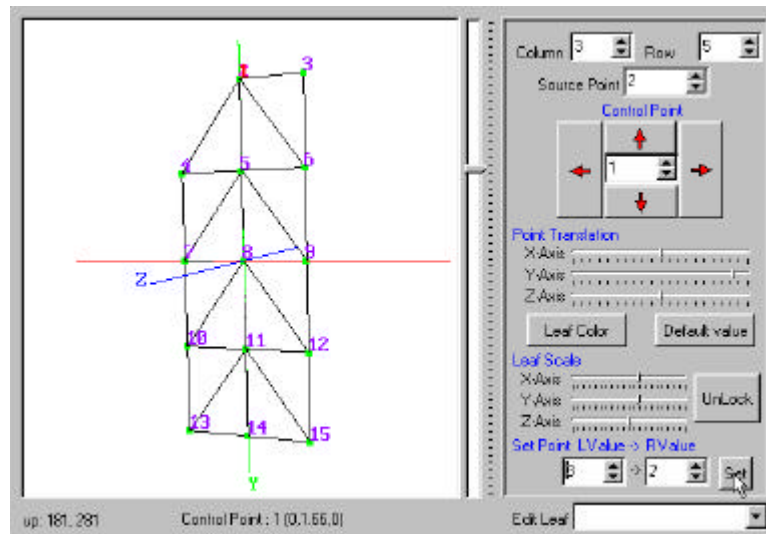 3
4 5 6
7 8 9
Z
10 11 12
13 14 15
Y
Column 3 Row 5
Source Point 2
Control Point
1
Point Translation
X-Axis
Y-Axis
Z-Axis
Leaf Color Default value
Leaf Scale
X-Axis
Y-Axis
Z-Axis
UnLock
Set Point LValue-> RValue
3 -> 2 Set
up: 181, 281 Control Point : 1 (0,1.66,0) Edit Leaf